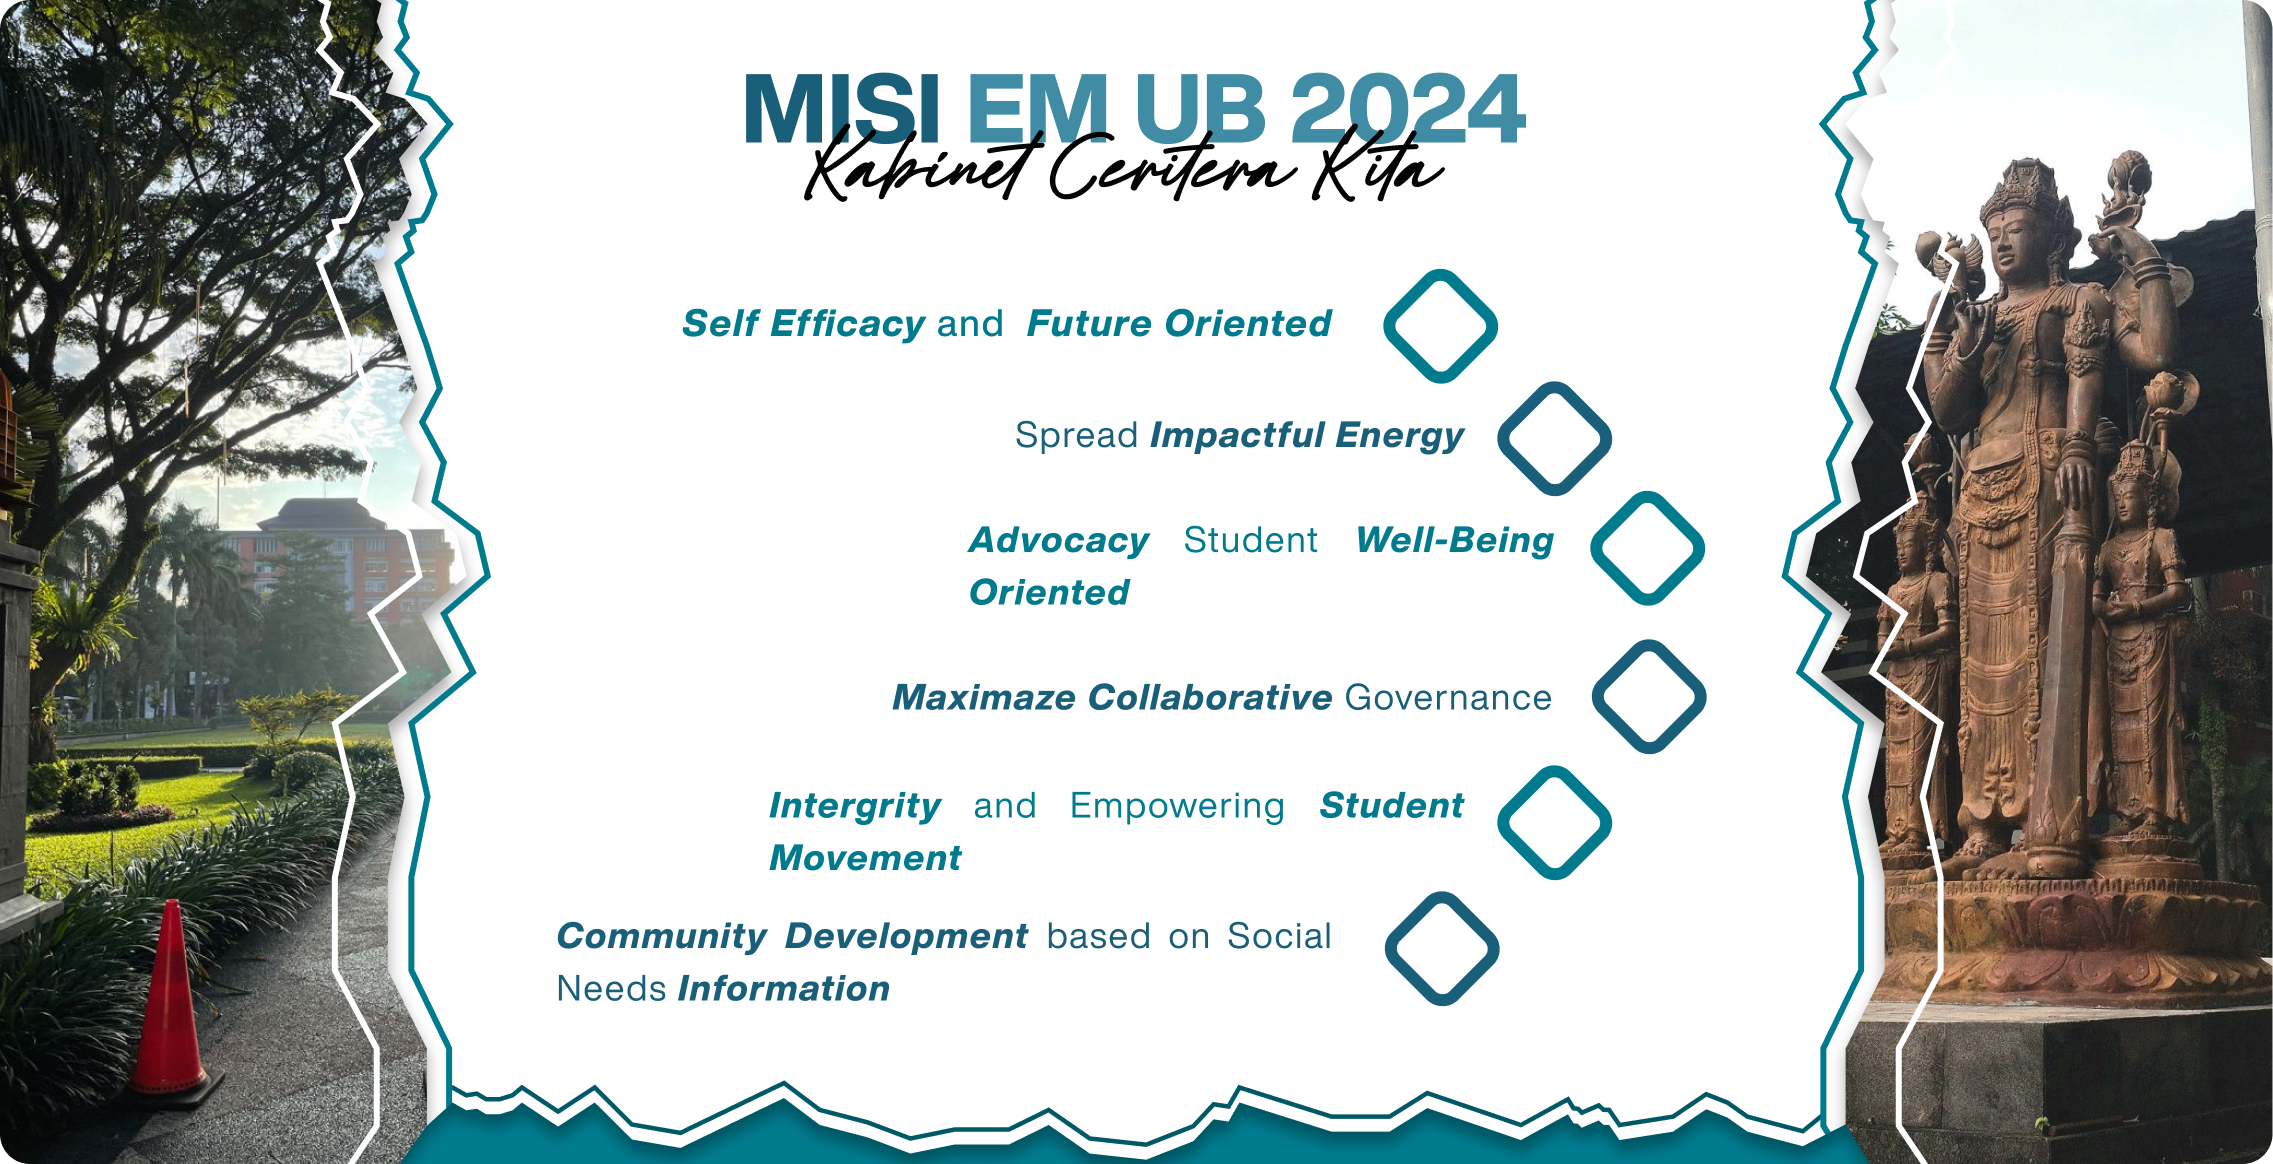 MISI EM UB 2024
Kabinet Ceritera Kita
Self Efficacy and Future Oriented
Spread Impactful Energy
Advocacy Student Well-Being
Oriented
Maximaze Collaborative Governance
Intergrity and Empowering Student
Movement
Community Development based on Social
Needs Information